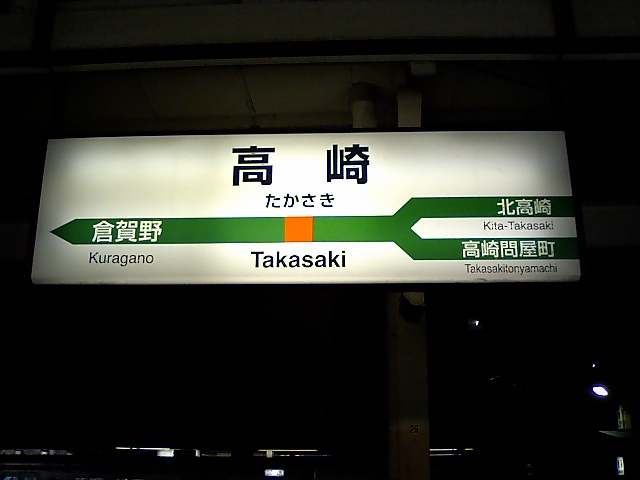 高崎
たかさき
倉賀野
Kuragano
Takasaki
北高崎
Kita-Takasaki
高崎問屋町
Takasakitonyamachi